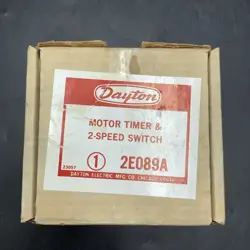 Dayton
MOTOR TIMER &
2-SPEED SWITCH
1 2E089A
DAYTON ELECTRIC MFG CO CHICAGO